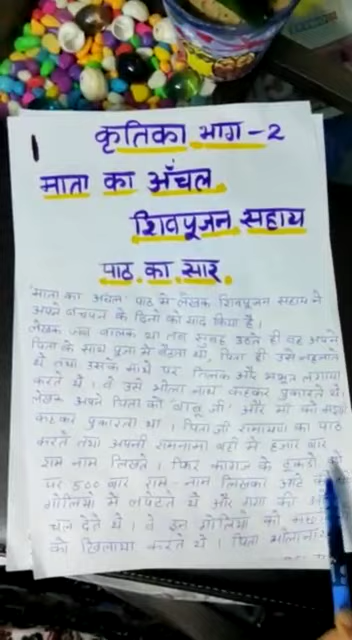 1
कृतिका भाग-2
माता का अँचल
शिवपूजन सहाय
पाठ का सार
'माता का अँचल' पाठ मे लेखक शिवपूजन सहाय ने
अपने बचपन के दिनो को याद किया है।
लेखक जब बालक था तब सुबह उठते ही वह अपने
पिता के साथ पूजा मे बैठता था, पिता ही उसे नहलाते
थे तथा उसके माथे पर तिलक और भभूत लगाया
करते थे। वे उसे भोला नाथ कहकर पुकारते थे।
लेखक अपने पिता को 'बाबू जी' और माँ को
कहकर पुकारता था। पिता जी रामायण का पाठ
करते तथा अपनी रामनामा बही मे हजार बार
राम नाम लिखते। फिर कागज के टुकड़ो
पर 500 बार राम-नाम लिखकर आटे
गोलियो मे लपेटते थे और गंगा की ओर
चल देते थे। वे इन गोलियो को
को खिलाया करते थे। पिता भोलानाथ